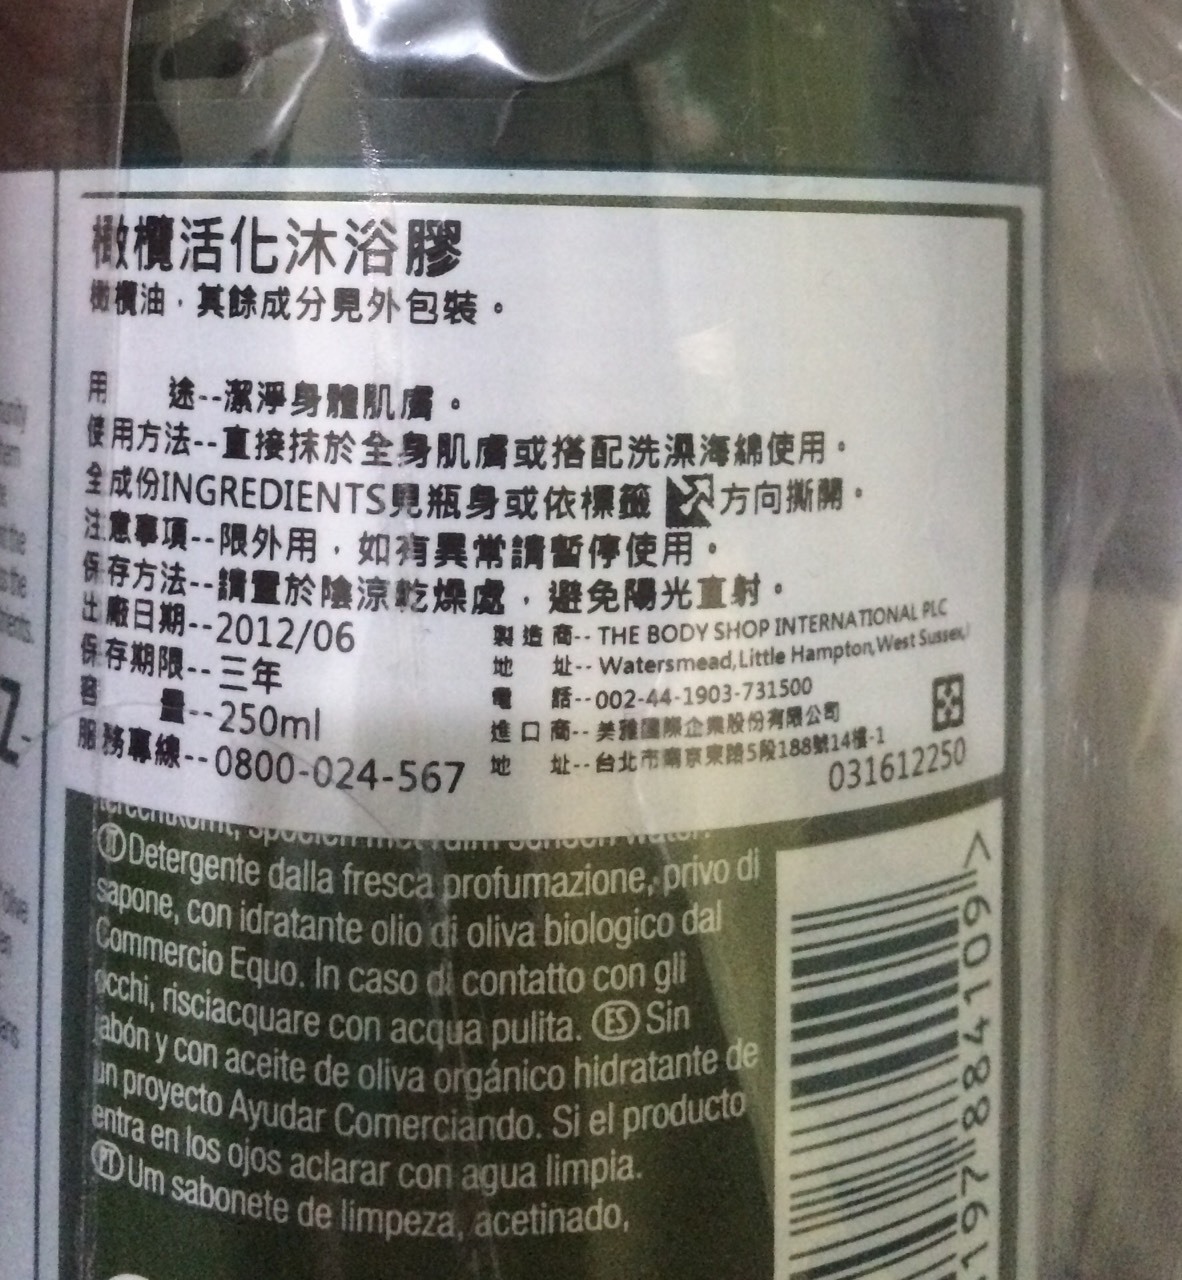 橄欖活化沐浴膠
橄欖油，其餘成分見外包裝。
用 途--潔淨身體肌膚。
使用方法--直接抹於全身肌膚或搭配洗澡海綿使用。
全成份INGREDIENTS見瓶身或依標籤 方向撕開。
注意事項--限外用，如有異常請暫停使用。
保存方法--請置於陰涼乾燥處，避免陽光直射。
出廠日期--2012/06
保存期限--三年
容 量--250ml
服務專線--0800-024-567
製造商--THE BODY SHOP INTERNATIONAL PLC
地 址--Watersmead,Little Hampton,West Sussex,
電 話--002-44-1903-731500
進口商--美雅國際企業股份有限公司
地 址--台北市南京東路5段188號14樓-1
031612250
IT Detergente dalla fresca profumazione, privo di
sapone, con idratante olio di oliva biologico dal
Commercio Equo. In caso di contatto con gli
occhi, risciacquare con acqua pulita. ES Sin
jabón y con aceite de oliva orgánico hidratante de
un proyecto Ayudar Comerciando. Si el producto
entra en los ojos aclarar con agua limpia.
PT Um sabonete de limpeza, acetinado,
197884109>